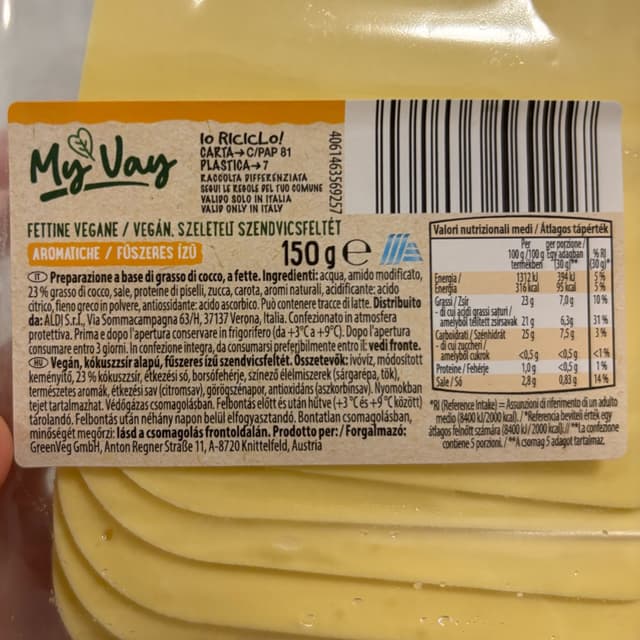 My Vay
IO RICICLO!
CARTA→C/PAP 81
PLASTICA→7
RACCOLTA DIFFERENZIATA
SEGUI LE REGOLE DEL TUO COMUNE
VALIDO SOLO IN ITALIA
VALID ONLY IN ITALY
4061463569257
FETTINE VEGANE / VEGÁN, SZELETELT SZENDVICSFELTÉT
AROMATICHE / FŰSZERES ÍZŰ
150 g e
IT Preparazione a base di grasso di cocco, a fette. Ingredienti: acqua, amido modificato,
23 % grasso di cocco, sale, proteine di piselli, zucca, carota, aromi naturali, acidificante: acido
citrico, fieno greco in polvere, antiossidante: acido ascorbico. Può contenere tracce di latte. Distribuito
da: ALDI S.r.l., Via Sommacampagna 63/H, 37137 Verona, Italia. Confezionato in atmosfera
protettiva. Prima e dopo l'apertura conservare in frigorifero (da +3°C a +9°C). Dopo l'apertura
consumare entro 3 giorni. In confezione integra, da consumarsi preferibilmente entro il: vedi fronte.
HU Vegán, kókuszzsír alapú, fűszeres ízű szendvicsfeltét. Összetevők: ivóvíz, módosított
keményítő, 23 % kókuszzsír, étkezési só, borsófehérje, színező élelmiszerek (sárgarépa, tök),
természetes aromák, étkezési sav (citromsav), görögszénapor, antioxidáns (aszkorbinsav). Nyomokban
tejet tartalmazhat. Védőgázas csomagolásban. Felbontás előtt és után hűtve (+3 °C és +9 °C között)
tárolandó. Felbontás után néhány napon belül elfogyasztandó. Bontatlan csomagolásban,
minőségét megőrzi: lásd a csomagolás frontoldalán. Prodotto per: / Forgalmazó:
GreenVeg GmbH, Anton Regner Straße 11, A-8720 Knittelfeld, Austria
Valori nutrizionali medi / Átlagos tápérték
Per 100 g /100 g termékben per porzione / Egy adagban (30 g)** % RI (30 g)*
Energia / Energia 1312 kJ 316 kcal 394 kJ 95 kcal 5 % 5 %
Grassi / Zsír 23 g 7,0 g 10 %
- di cui acidi grassi saturi /
amelyből telített zsírsavak 21 g 6,3 g 31 %
Carboidrati / Szénhidrát 25 g 7,5 g 3 %
- di cui zuccheri /
amelyből cukrok <0,5 g <0,5 g <1 %
Proteine / Fehérje 1,0 g <0,5 g 1 %
Sale / Só 2,8 g 0,83 g 14 %
*RI (Reference Intake) = Assunzioni di riferimento di un adulto
medio (8400 kJ / 2000 kcal). / *Referencia beviteli érték egy
átlagos felnőtt számára (8400 kJ / 2000 kcal). // **La confezione
contiene 5 porzioni. / **A csomag 5 adagot tartalmaz.